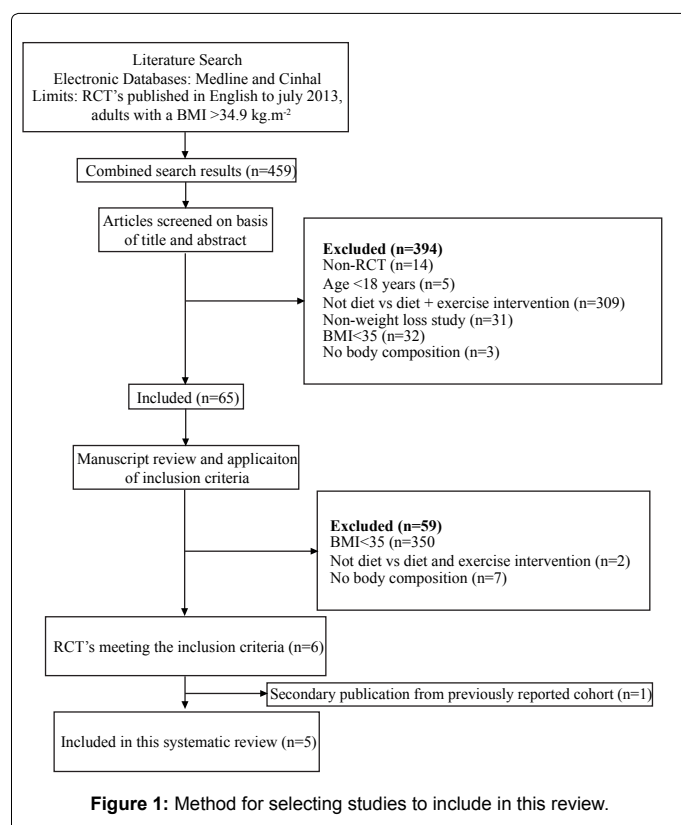 Literature Search
Electronic Databases: Medline and Cinhal
Limits: RCT's published in English to july 2013,
adults with a BMI >34.9 kg.m-2
Combined search results (n=459)
Articles screened on basis
of title and abstract
Excluded (n=394)
Non-RCT (n=14)
Age <18 years (n=5)
Not diet vs diet + exercise intervention (n=309)
Non-weight loss study (n=31)
BMI<35 (n=32)
No body composition (n=3)
Included (n=65)
Manuscript review and applicaiton
of inclusion criteria
Excluded (n=59)
BMI<35 (n=350
Not diet vs diet and exercise intervention (n=2)
No body composition (n=7)
RCT's meeting the inclusion criteria (n=6)
Secondary publication from previously reported cohort (n=1)
Included in this systematic review (n=5)
Figure 1: Method for selecting studies to include in this review.